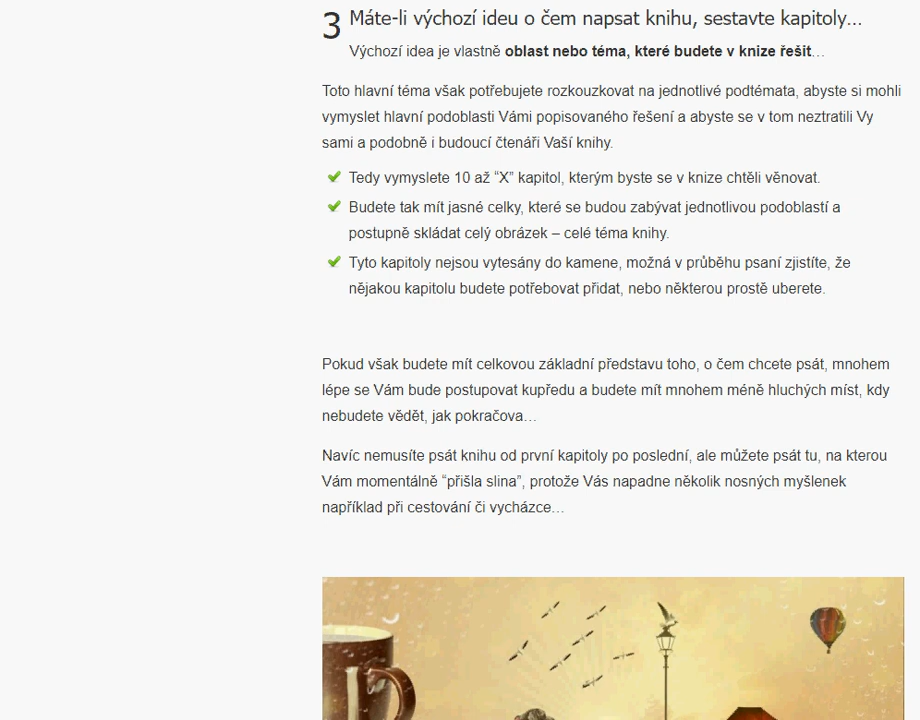 3 Máte-li výchozí ideu o čem napsat knihu, sestavte kapitoly…
Výchozí idea je vlastně oblast nebo téma, které budete v knize řešit…
Toto hlavní téma však potřebujete rozkouzkovat na jednotlivé podtémata, abyste si mohli
vymyslet hlavní podoblasti Vámi popisovaného řešení a abyste se v tom neztratili Vy
sami a podobně i budoucí čtenáři Vaší knihy.
Tedy vymyslete 10 až “X” kapitol, kterým byste se v knize chtěli věnovat.
Budete tak mít jasné celky, které se budou zabývat jednotlivou podoblastí a
postupně skládat celý obrázek – celé téma knihy.
Tyto kapitoly nejsou vytesány do kamene, možná v průběhu psaní zjistíte, že
nějakou kapitolu budete potřebovat přidat, nebo některou prostě uberete.
Pokud však budete mít celkovou základní představu toho, o čem chcete psát, mnohem
lépe se Vám bude postupovat kupředu a budete mít mnohem méně hluchých míst, kdy
nebudete vědět, jak pokračova…
Navíc nemusíte psát knihu od první kapitoly po poslední, ale můžete psát tu, na kterou
Vám momentálně “přišla slina”, protože Vás napadne několik nosných myšlenek
například při cestování či vycházce…